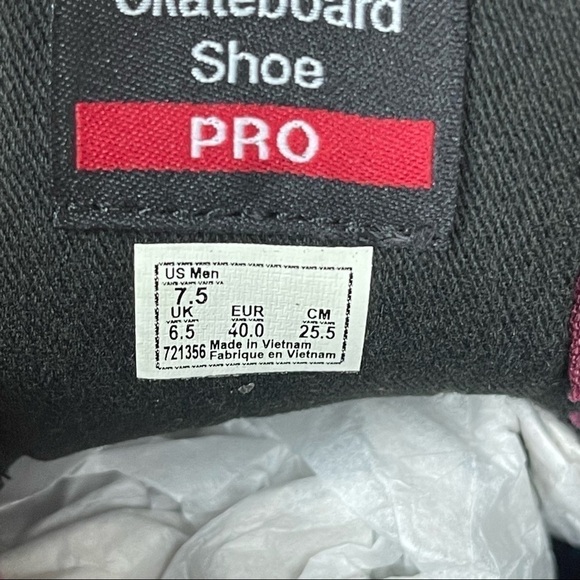 Skateboard
Shoe
PRO
US Men
7.5
UK EUR CM
6.5 40.0 25.5
721356 Made in Vietnam
Fabrique en Vietnam